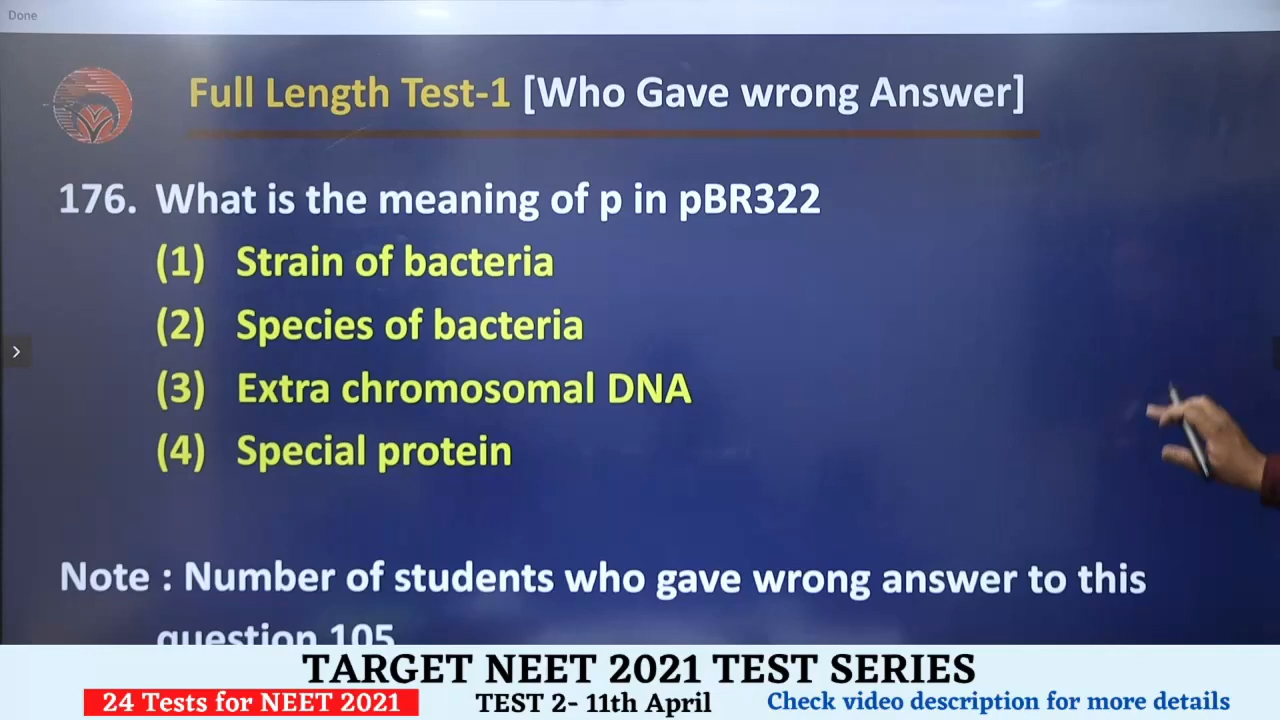 Done
Full Length Test-1 [Who Gave wrong Answer]
176. What is the meaning of p in pBR322
(1) Strain of bacteria
(2) Species of bacteria
(3) Extra chromosomal DNA
(4) Special protein
Note : Number of students who gave wrong answer to this
question 105
TARGET NEET 2021 TEST SERIES
24 Tests for NEET 2021
TEST 2- 11th April
Check video description for more details